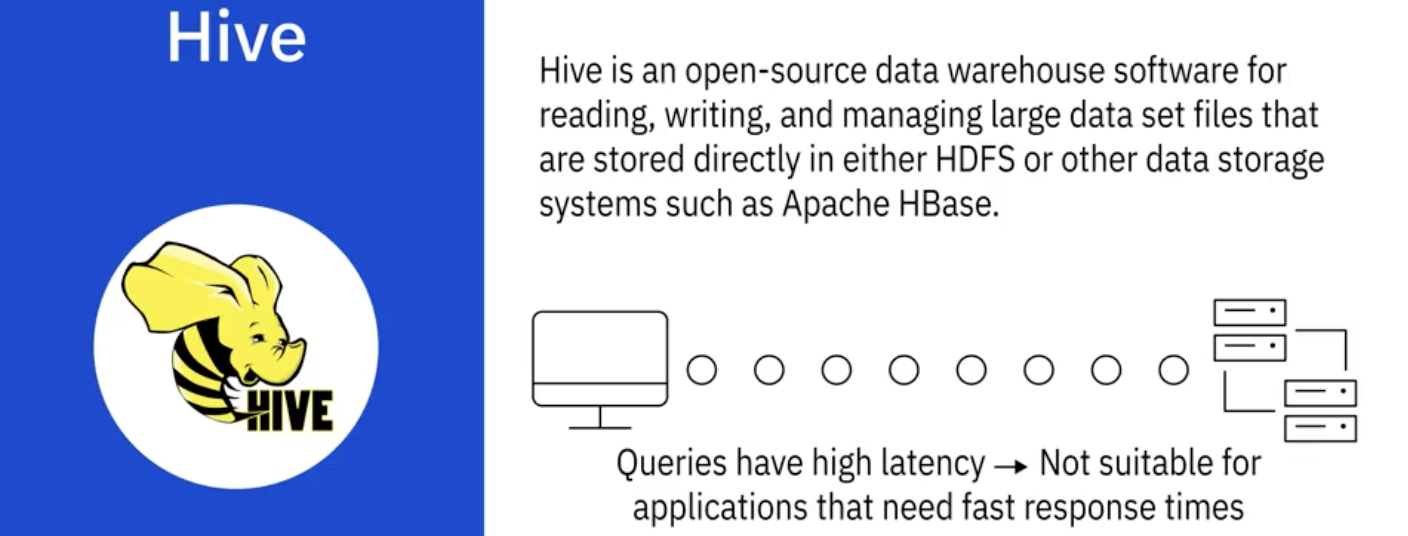 Hive
HIVE
Hive is an open-source data warehouse software for
reading, writing, and managing large data set files that
are stored directly in either HDFS or other data storage
systems such as Apache HBase.
Queries have high latency → Not suitable for
applications that need fast response times